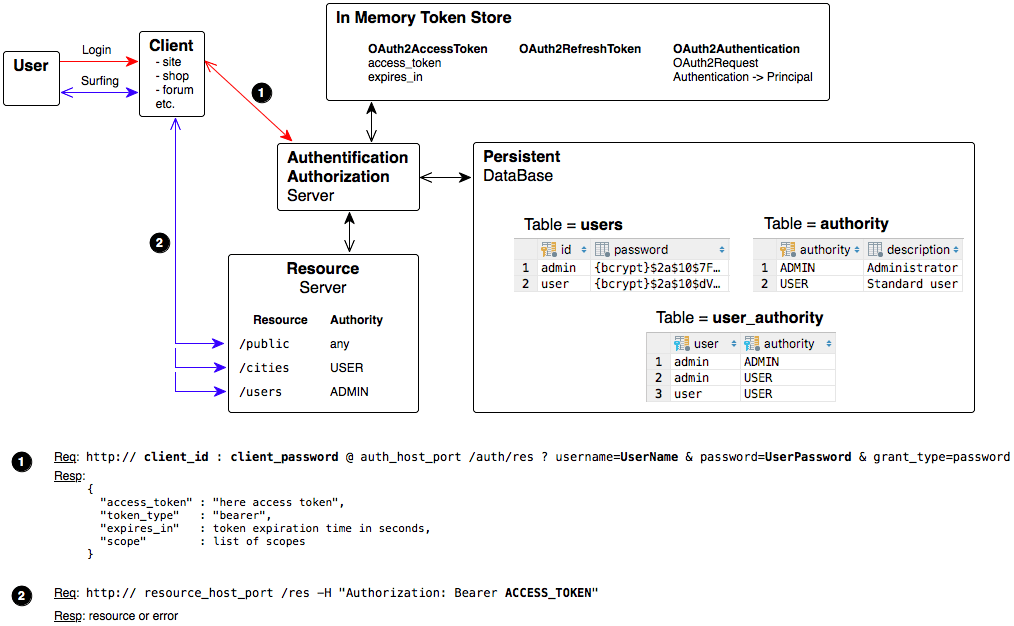 In Memory Token Store
OAuth2AccessToken OAuth2RefreshToken OAuth2Authentication
access_token OAuth2Request
expires_in Authentication -> Principal
User
Login
Surfing
Client
- site
- shop
- forum
etc.
1
Authentification
Authorization
Server
Persistent
DataBase
Table = users
id password
1 admin {bcrypt}$2a$10$7F…
2 user {bcrypt}$2a$10$dV…
Table = authority
authority description
1 ADMIN Administrator
2 USER Standard user
Table = user_authority
user authority
1 admin ADMIN
2 admin USER
3 user USER
2
Resource
Server
Resource Authority
/public any
/cities USER
/users ADMIN
1 Req: http:// client_id : client_password @ auth_host_port /auth/res ? username=UserName & password=UserPassword & grant_type=password
Resp:
{
"access_token" : "here access token",
"token_type" : "bearer",
"expires_in" : token expiration time in seconds,
"scope" : list of scopes
}
2 Req: http:// resource_host_port /res –H "Authorization: Bearer ACCESS_TOKEN"
Resp: resource or error